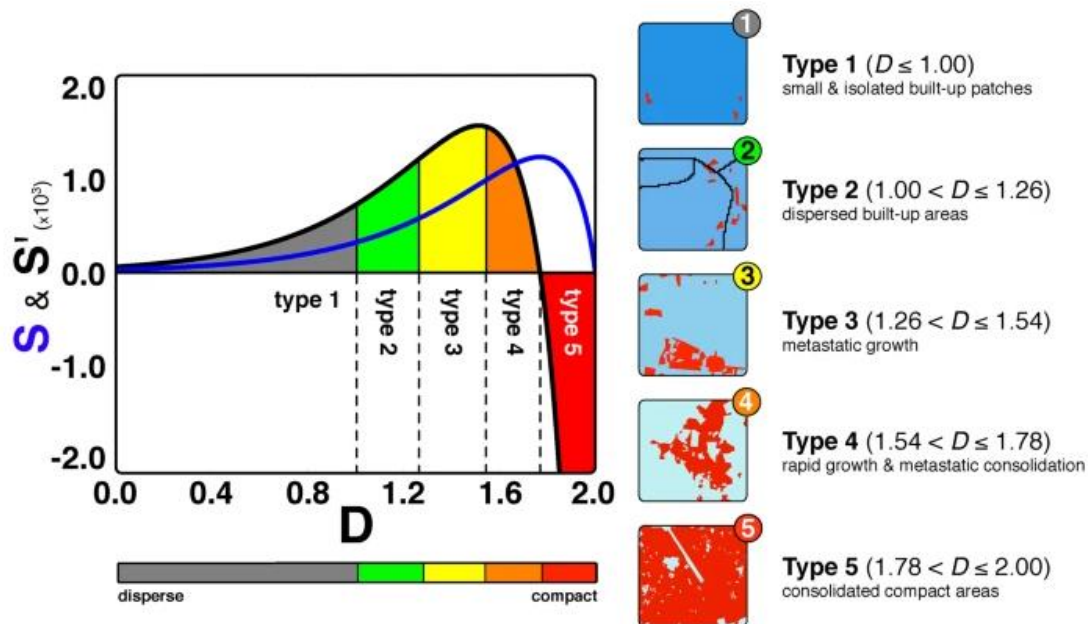 2.0
1.0
0.0
-1.0
-2.0
S & S' (x10³)
type 1
type 2
type 3
type 4
type 5
0.0 0.4 0.8 1.2 1.6 2.0
D
disperse compact
1
Type 1 (D ≤ 1.00)
small & isolated built-up patches
2
Type 2 (1.00 < D ≤ 1.26)
dispersed built-up areas
3
Type 3 (1.26 < D ≤ 1.54)
metastatic growth
4
Type 4 (1.54 < D ≤ 1.78)
rapid growth & metastatic consolidation
5
Type 5 (1.78 < D ≤ 2.00)
consolidated compact areas